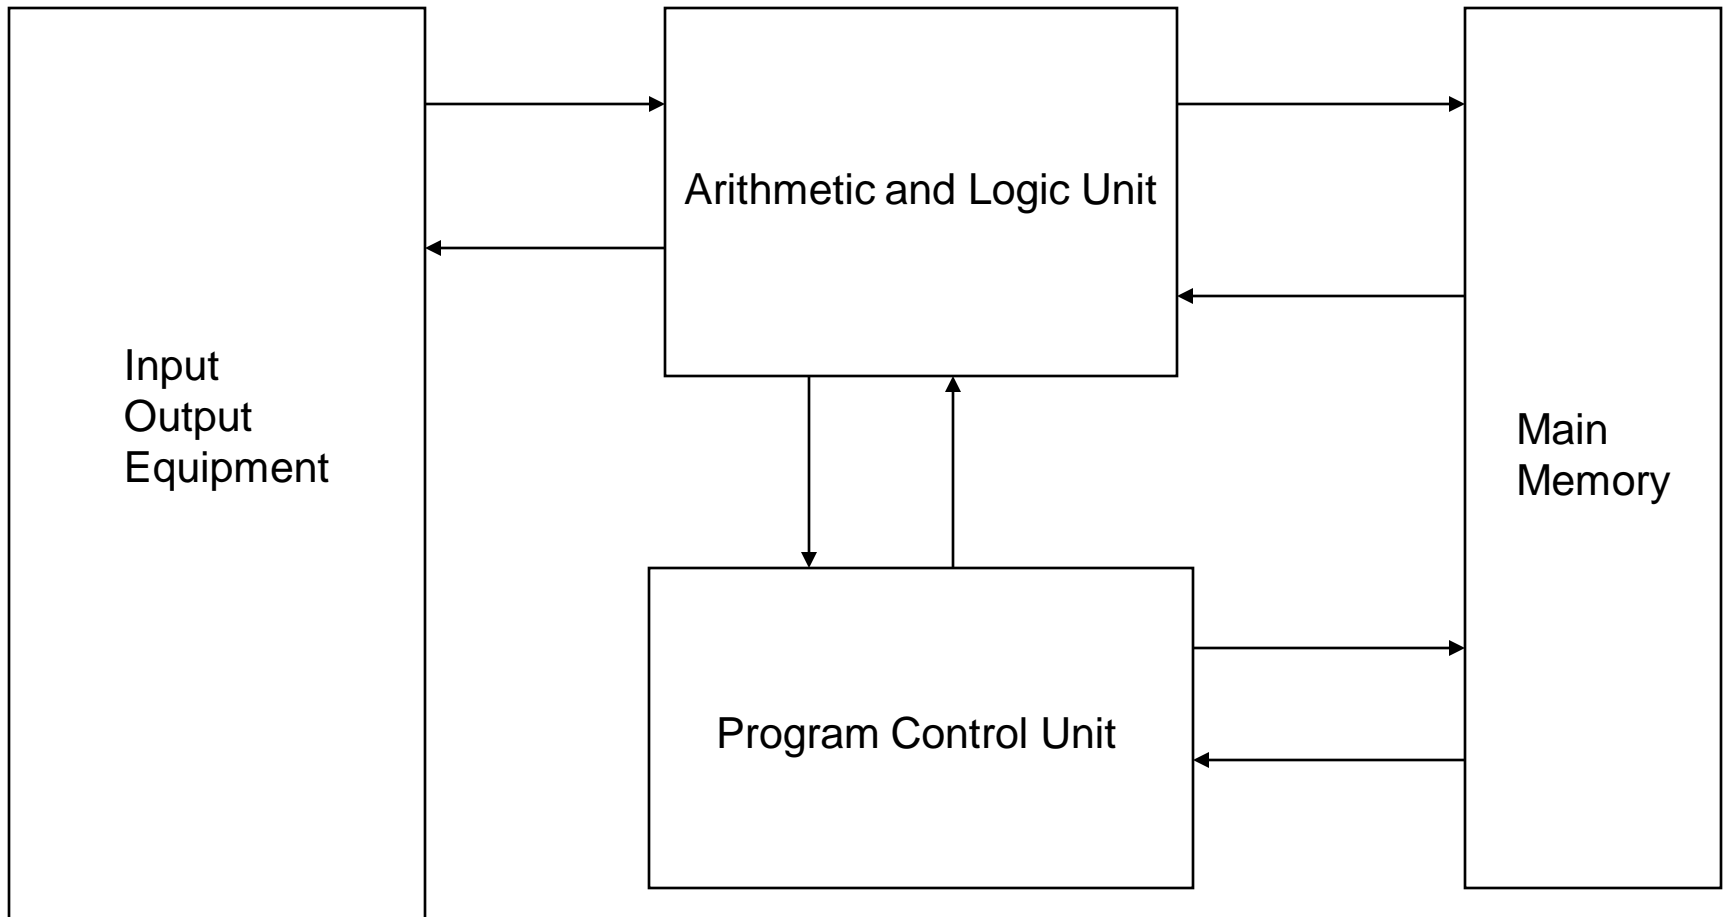 Input
Output
Equipment
Arithmetic and Logic Unit
Program Control Unit
Main
Memory